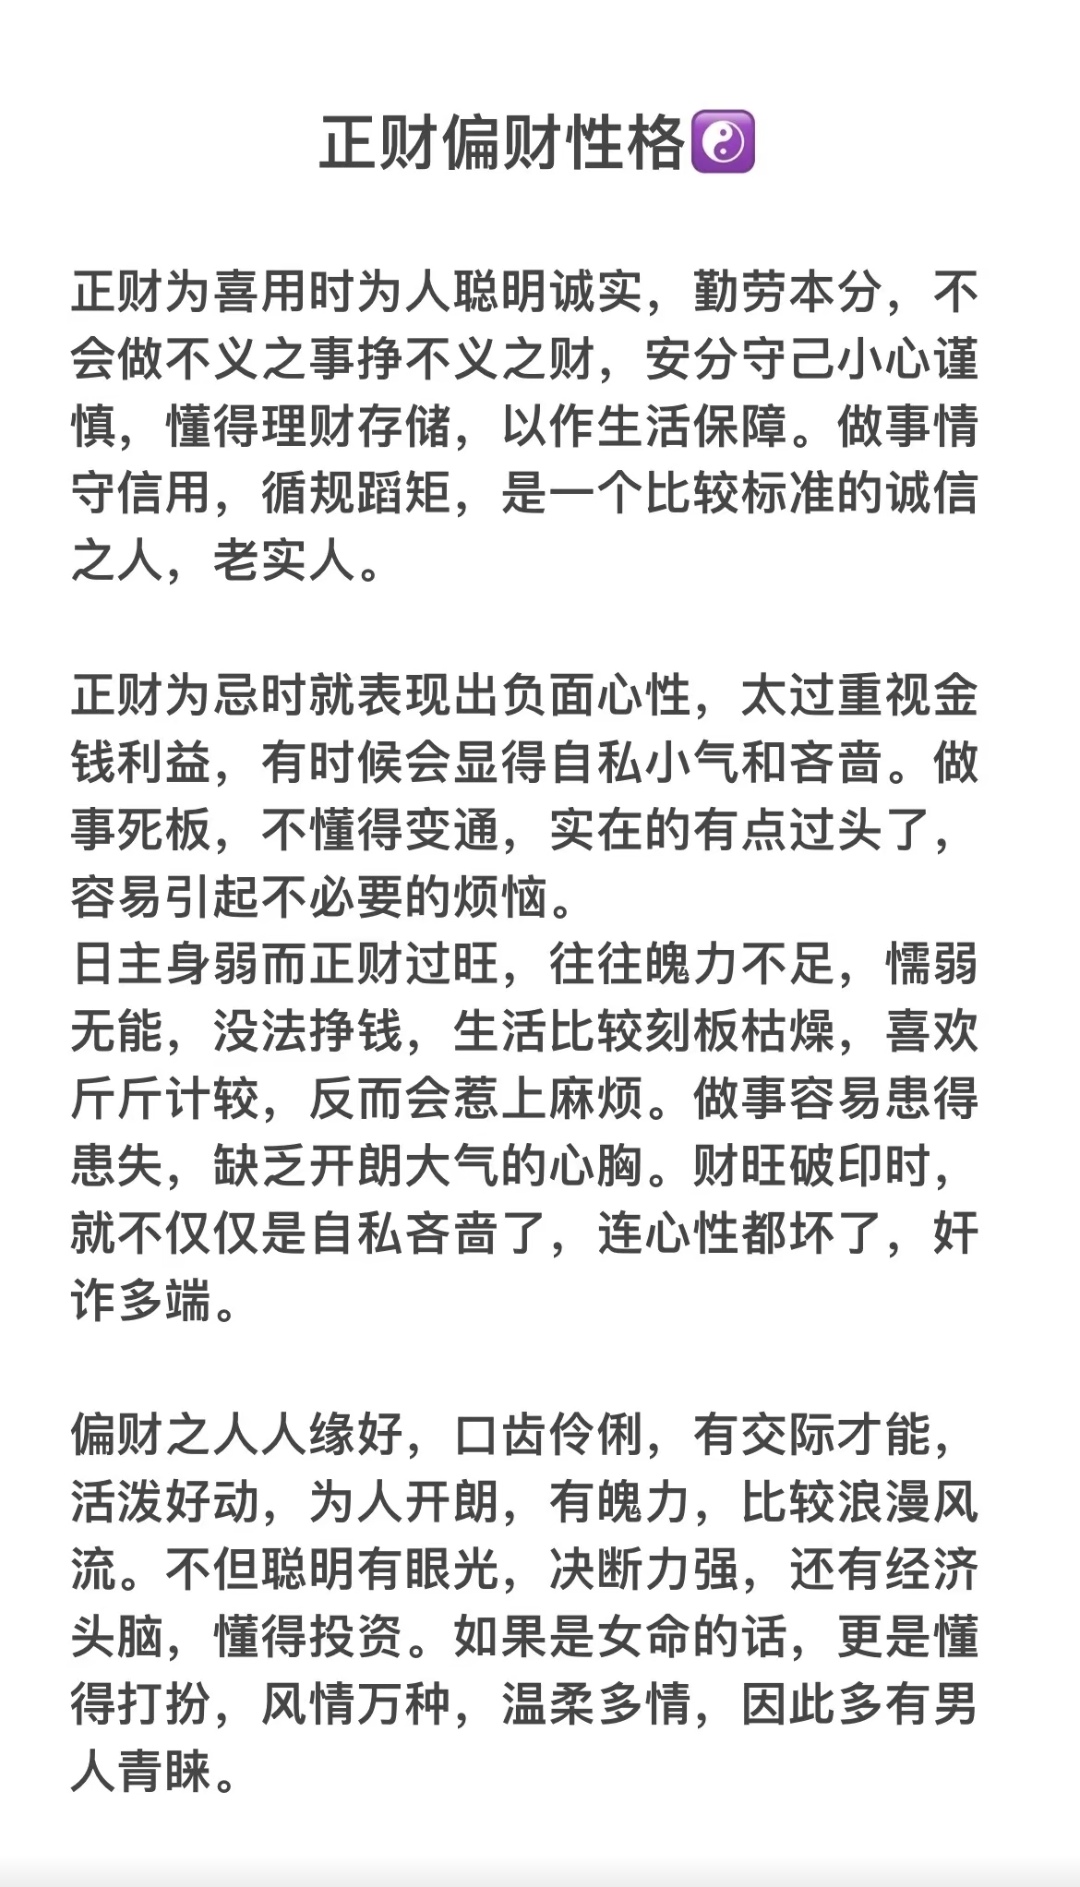 正财偏财性格☯️
正财为喜用时为人聪明诚实，勤劳本分，不
会做不义之事挣不义之财，安分守己小心谨
慎，懂得理财存储，以作生活保障。做事情
守信用，循规蹈矩，是一个比较标准的诚信
之人，老实人。
正财为忌时就表现出负面心性，太过重视金
钱利益，有时候会显得自私小气和吝啬。做
事死板，不懂得变通，实在的有点过头了，
容易引起不必要的烦恼。
日主身弱而正财过旺，往往魄力不足，懦弱
无能，没法挣钱，生活比较刻板枯燥，喜欢
斤斤计较，反而会惹上麻烦。做事容易患得
患失，缺乏开朗大气的心胸。财旺破印时，
就不仅仅是自私吝啬了，连心性都坏了，奸
诈多端。
偏财之人人缘好，口齿伶俐，有交际才能，
活泼好动，为人开朗，有魄力，比较浪漫风
流。不但聪明有眼光，决断力强，还有经济
头脑，懂得投资。如果是女命的话，更是懂
得打扮，风情万种，温柔多情，因此多有男
人青睐。